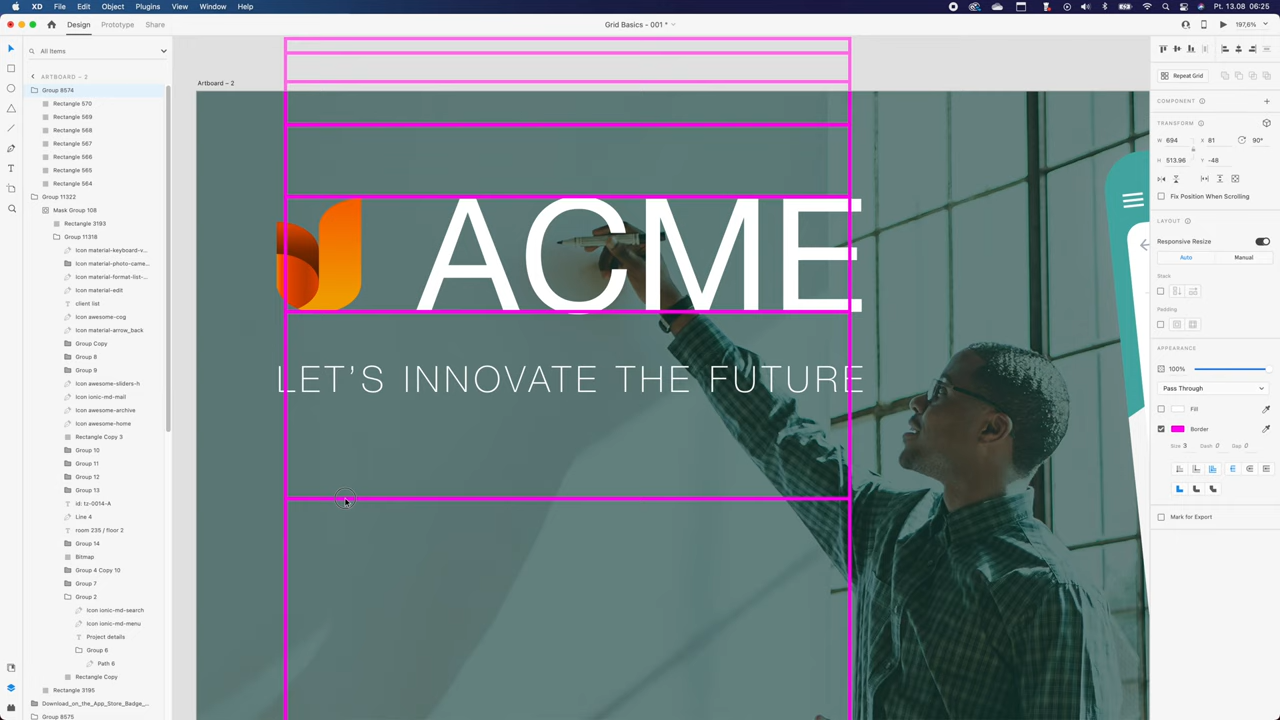 XD File Edit Object Plugins View Window Help
Pt. 13.08 06:25
Design Prototype Share
Grid Basics - 001 *
197,6%
All Items
ARTBOARD – 2
Group 8574
Rectangle 570
Rectangle 569
Rectangle 568
Rectangle 567
Rectangle 566
Rectangle 565
Rectangle 564
Group 11322
Mask Group 108
Rectangle 3193
Group 11318
Icon material-keyboard-v...
Icon material-photo-came...
Icon material-format-list-...
Icon material-edit
client list
Icon awesome-cog
Icon material-arrow_back
Group Copy
Group 8
Group 9
Icon awesome-sliders-h
Icon ionic-md-mail
Icon awesome-archive
Icon awesome-home
Rectangle Copy 3
Group 10
Group 11
Group 12
Group 13
id: tz-0014-A
Line 4
room 235 / floor 2
Group 14
Bitmap
Group 4 Copy 10
Group 7
Group 2
Icon ionic-md-search
Icon ionic-md-menu
Project details
Group 6
Path 6
Rectangle Copy
Rectangle 3195
Download_on_the_App_Store_Badge_...
Group 8575
Artboard – 2
ACME
LET'S INNOVATE THE FUTURE
Repeat Grid
COMPONENT
TRANSFORM
W 694 X 81 90°
H 513.96 Y -48
Fix Position When Scrolling
LAYOUT
Responsive Resize
Auto Manual
Stack
Padding
APPEARANCE
100%
Pass Through
Fill
Border
Size 3 Dash 0 Gap 0
Mark for Export